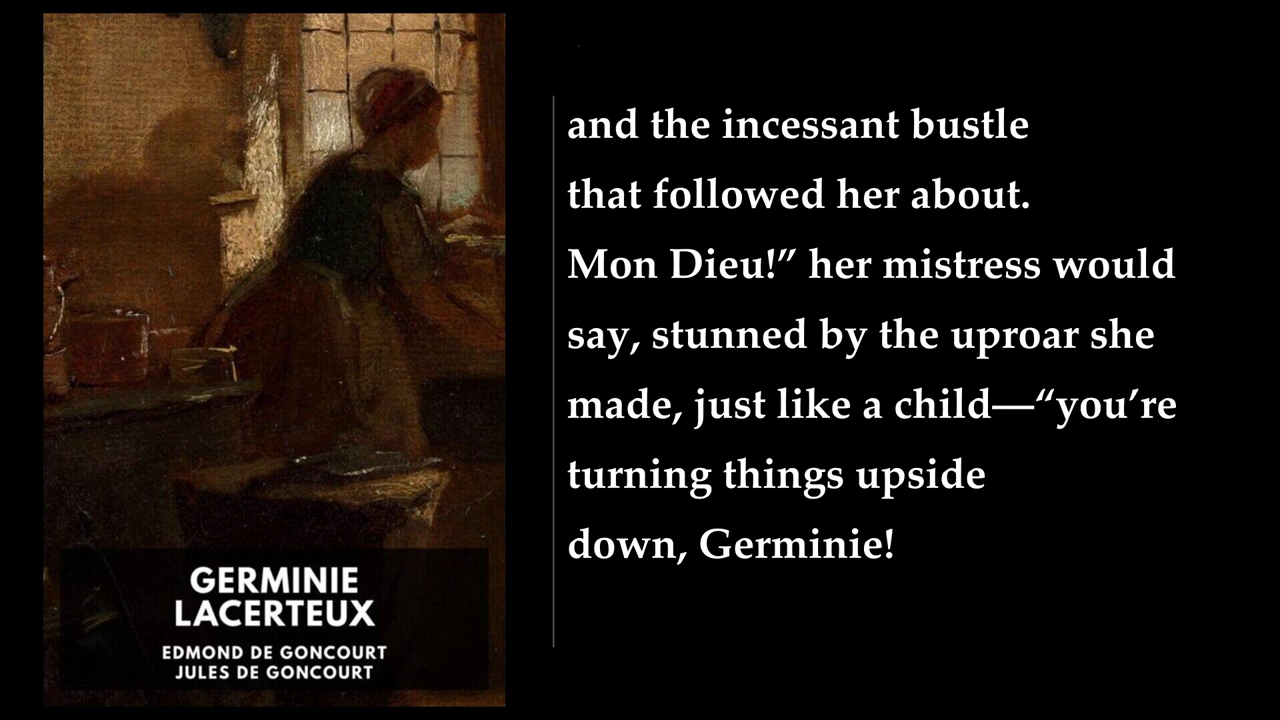 and the incessant bustle
that followed her about.
Mon Dieu!” her mistress would
say, stunned by the uproar she
made, just like a child—“you’re
turning things upside
down, Germinie!
GERMINIE
LACERTEUX
EDMOND DE GONCOURT
JULES DE GONCOURT